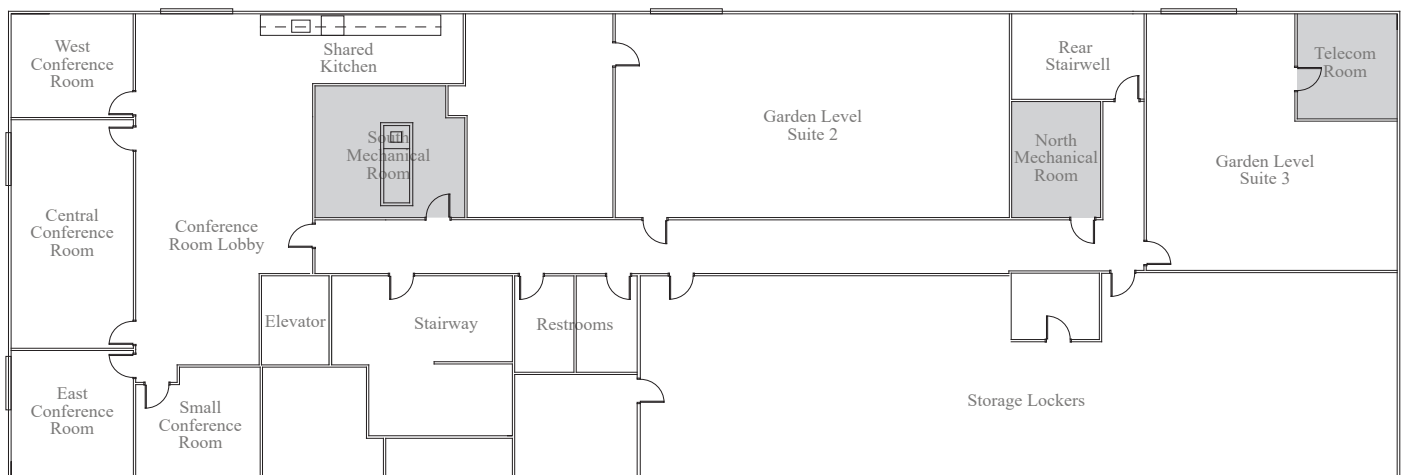 West
Conference
Room
Shared
Kitchen
Rear
Stairwell
Telecom
Room
South
Mechanical
Room
Garden Level
Suite 2
North
Mechanical
Room
Garden Level
Suite 3
Central
Conference
Room
Conference
Room Lobby
Elevator
Stairway
Restrooms
East
Conference
Room
Small
Conference
Room
Storage Lockers